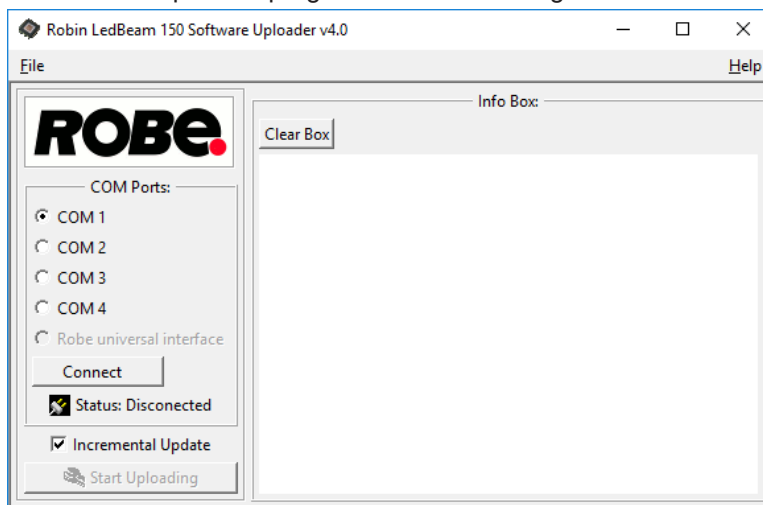 Robin LedBeam 150 Software Uploader v4.0
File
Help
ROBE.
COM Ports:
COM 1
COM 2
COM 3
COM 4
Robe universal interface
Connect
Status: Disconected
Incremental Update
Start Uploading
Info Box:
Clear Box